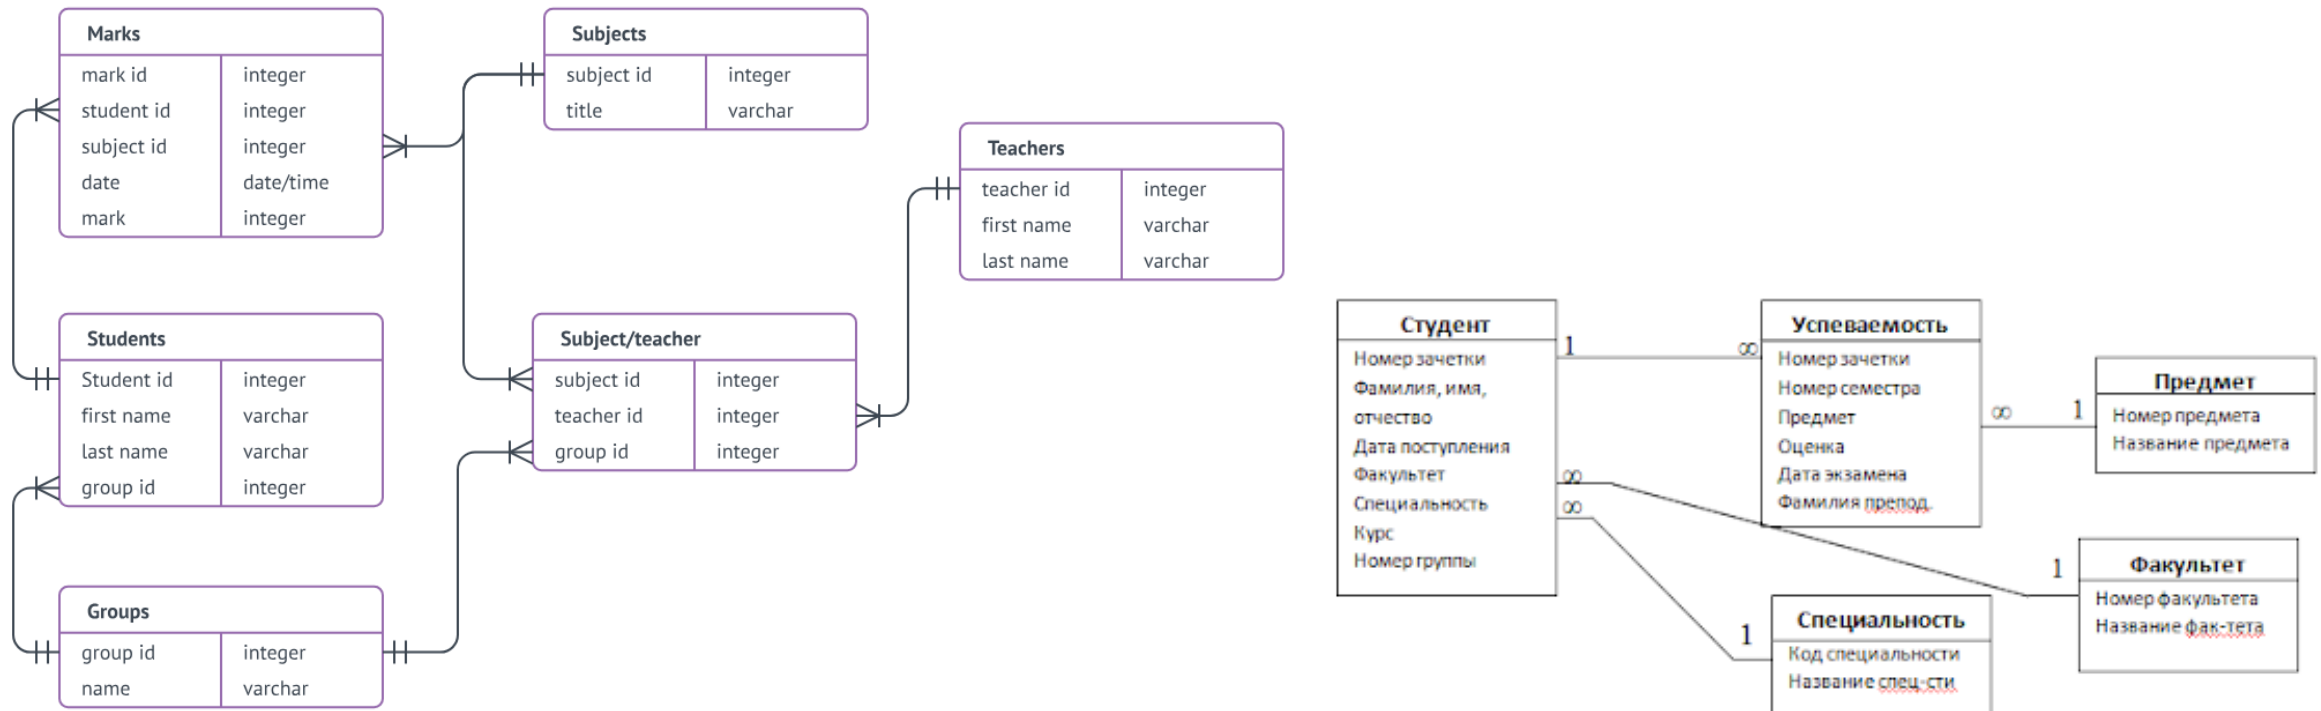 Marks
mark id integer
student id integer
subject id integer
date date/time
mark integer
Subjects
subject id integer
title varchar
Teachers
teacher id integer
first name varchar
last name varchar
Students
Student id integer
first name varchar
last name varchar
group id integer
Subject/teacher
subject id integer
teacher id integer
group id integer
Groups
group id integer
name varchar
Студент
Номер зачетки
Фамилия, имя,
отчество
Дата поступления
Факультет
Специальность
Курс
Номер группы
1
∞
Успеваемость
Номер зачетки
Номер семестра
Предмет
Оценка
Дата экзамена
Фамилия препод.
∞
1
Предмет
Номер предмета
Название предмета
∞
∞
1
Факультет
Номер факультета
Название фак-тета
1
Специальность
Код специальности
Название спец-сти